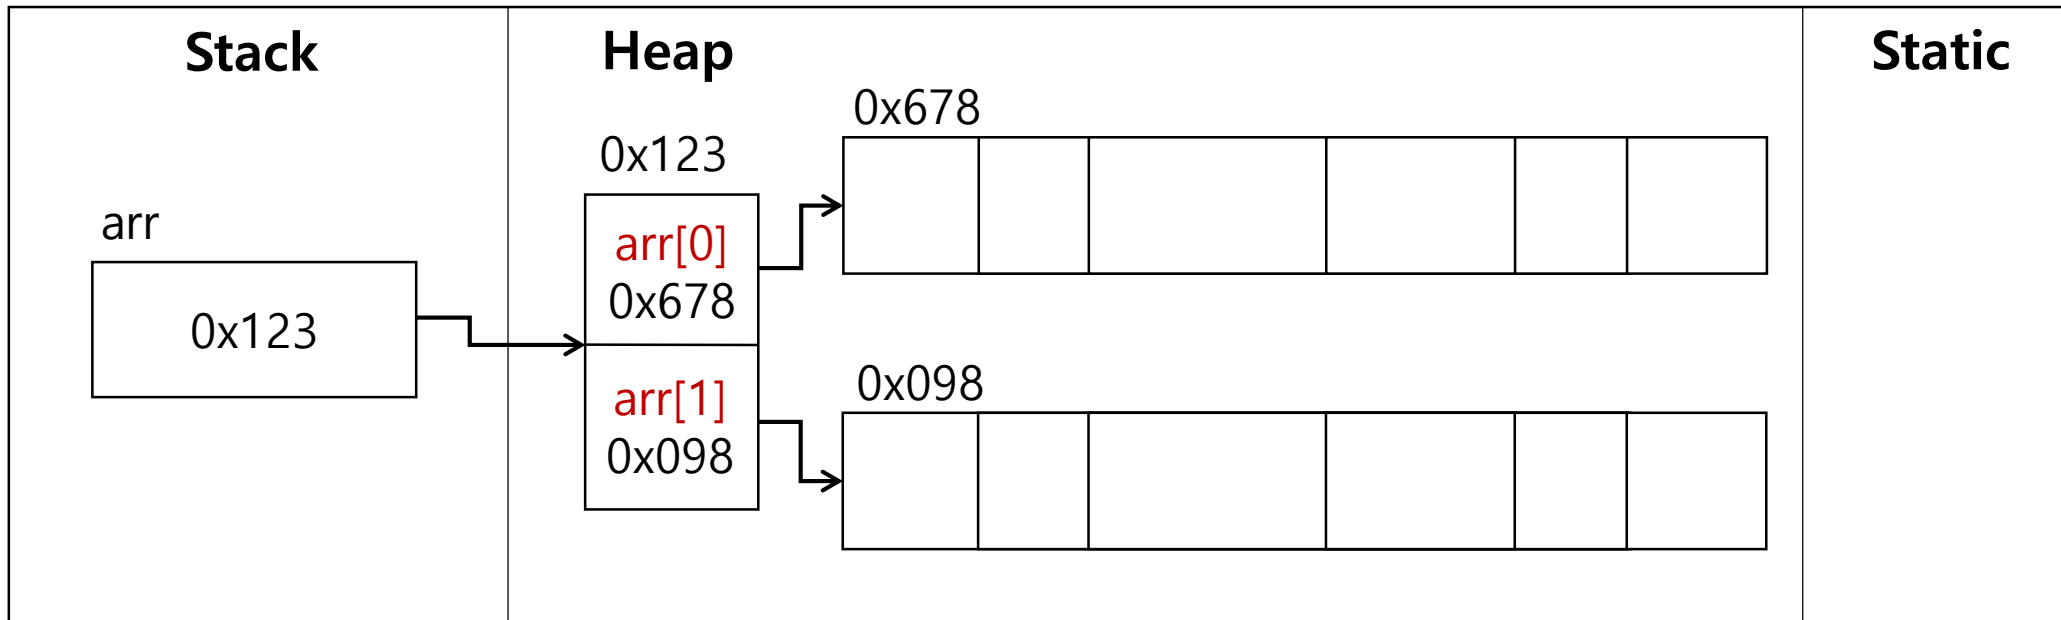 Stack
Heap
Static
0x678
0x123
arr
arr[0]
0x678
0x123
0x098
arr[1]
0x098